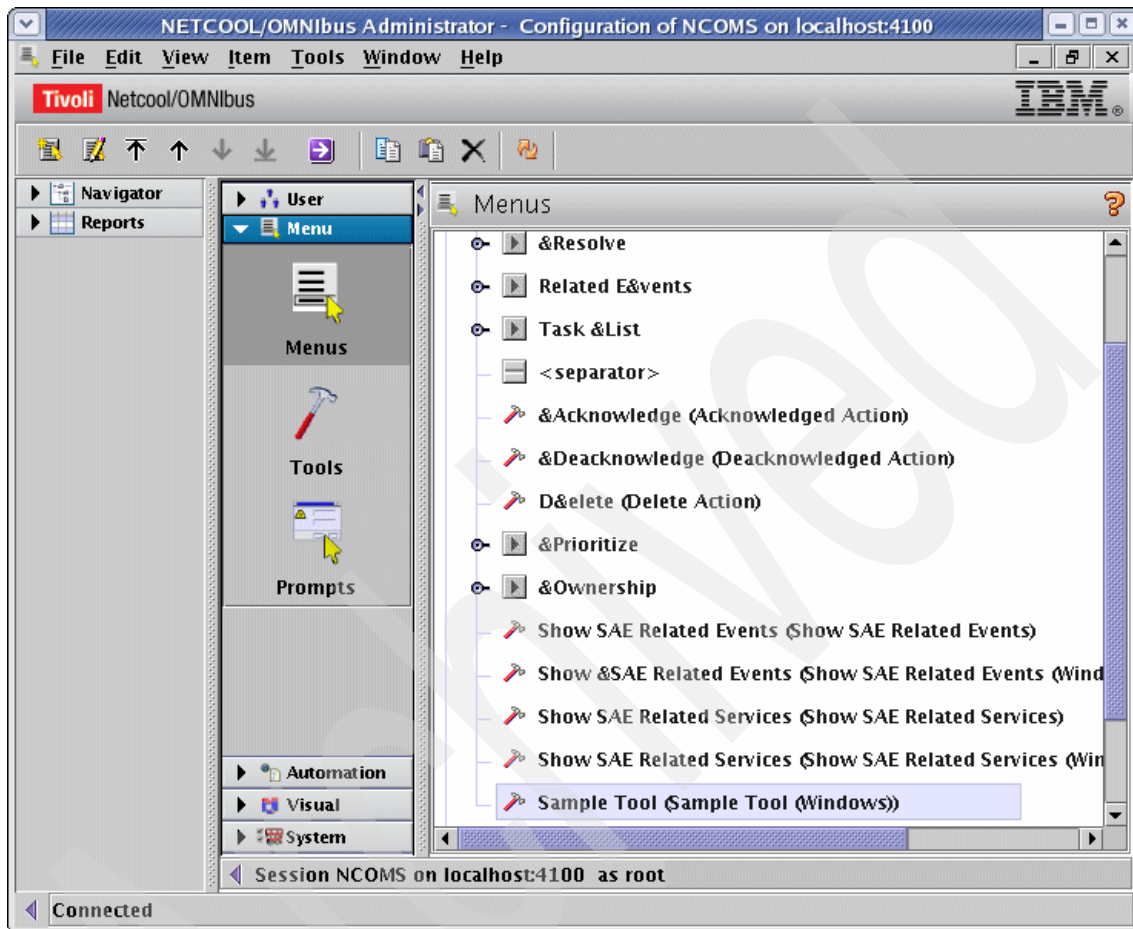 NETCOOL/OMNIbus Administrator - Configuration of NCOMS on localhost:4100
File Edit View Item Tools Window Help
Tivoli Netcool/OMNIbus
IBM®
Navigator
Reports
User
Menu
Menus
Tools
Prompts
Automation
Visual
System
Menus
&Resolve
Related E&vents
Task &List
<separator>
&Acknowledge (Acknowledged Action)
&Deacknowledge (Deacknowledged Action)
D&elete (Delete Action)
&Prioritize
&Ownership
Show SAE Related Events (Show SAE Related Events)
Show &SAE Related Events (Show SAE Related Events (Wind
Show SAE Related Services (Show SAE Related Services)
Show SAE Related Services (Show SAE Related Services (Win
Sample Tool (Sample Tool (Windows))
Session NCOMS on localhost:4100 as root
Connected